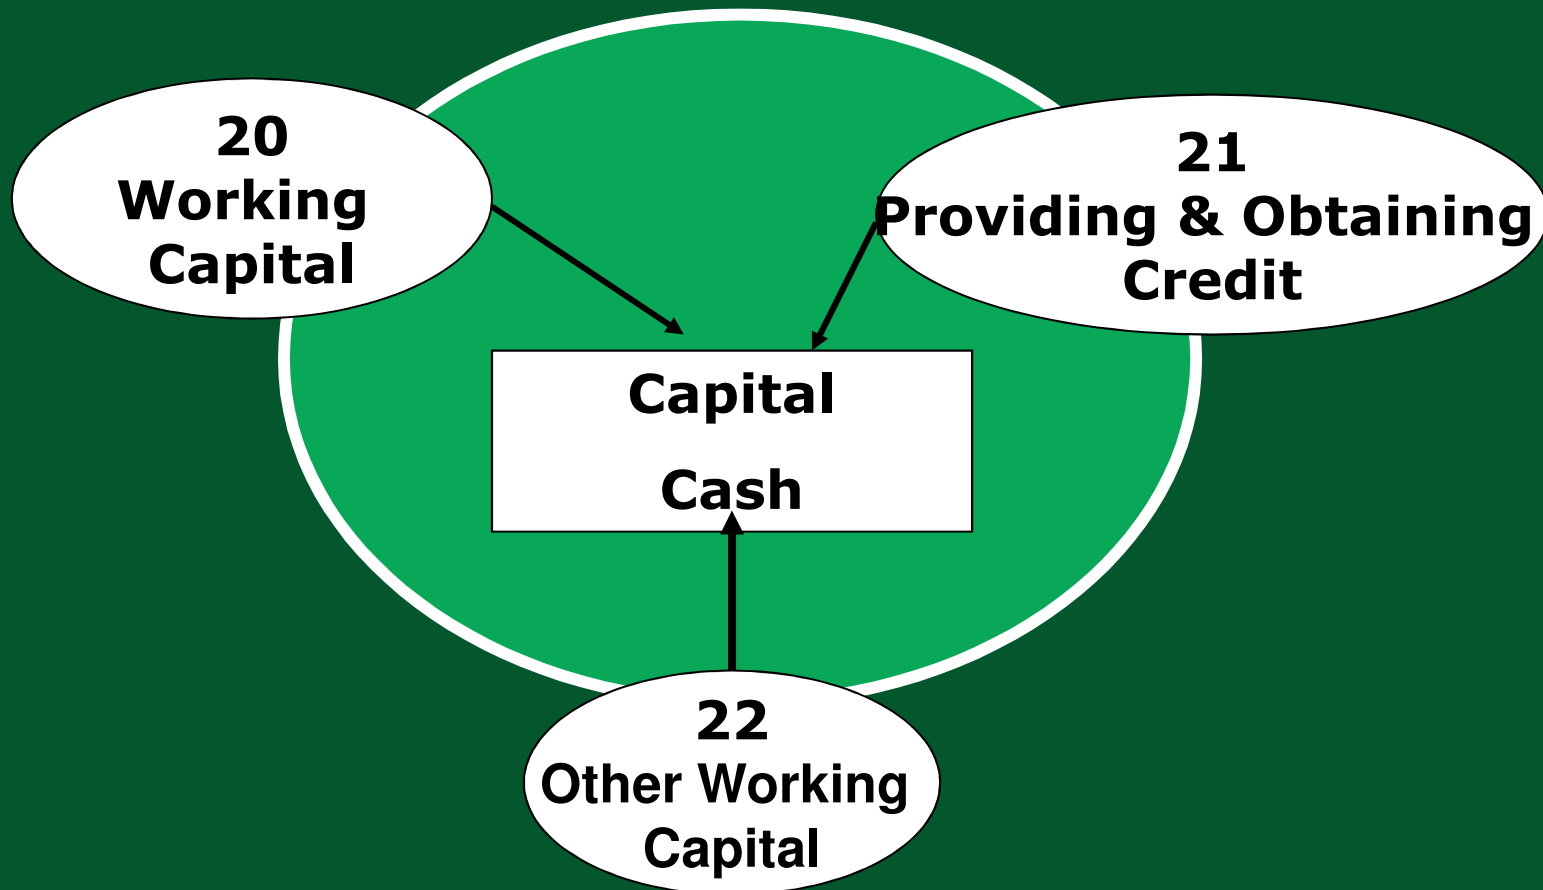 20
Working
Capital
21
Providing & Obtaining
Credit
Capital
Cash
22
Other Working
Capital